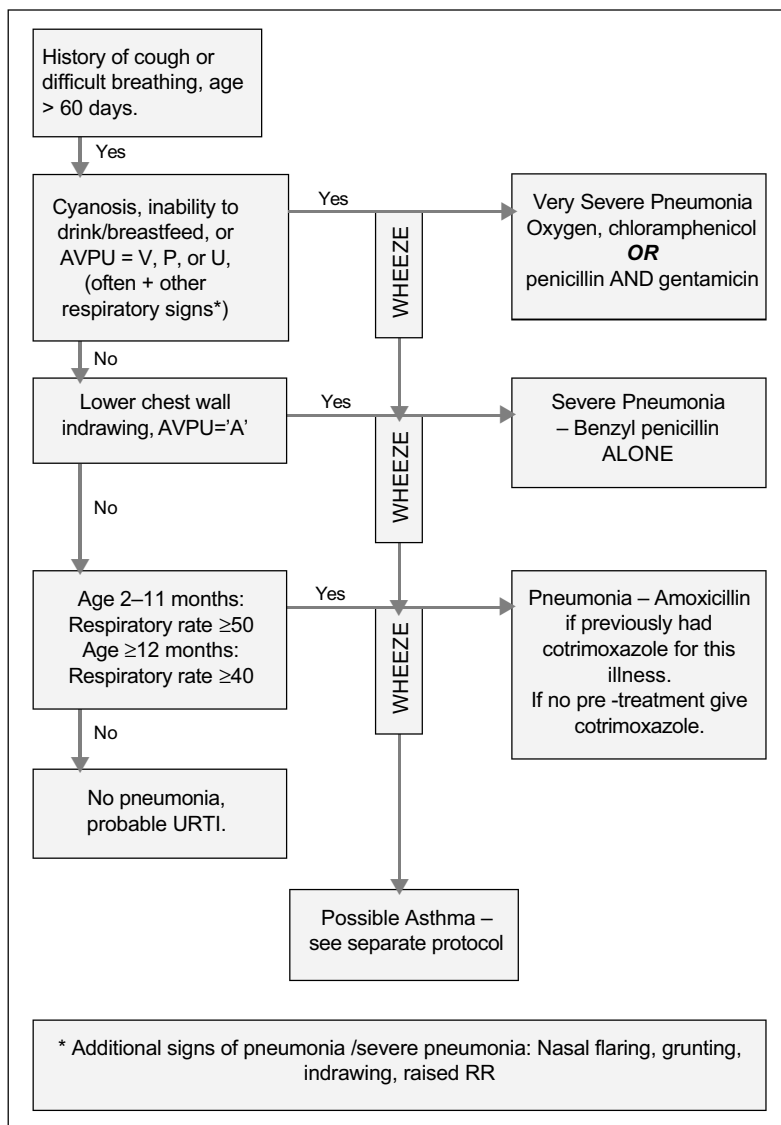 History of cough or
difficult breathing, age
> 60 days.
Yes
Cyanosis, inability to
drink/breastfeed, or
AVPU = V, P, or U,
(often + other
respiratory signs*)
Yes
WHEEZE
Very Severe Pneumonia
Oxygen, chloramphenicol
OR
penicillin AND gentamicin
No
Lower chest wall
indrawing, AVPU=’A’
Yes
WHEEZE
Severe Pneumonia
– Benzyl penicillin
ALONE
No
Age 2–11 months:
Respiratory rate ≥50
Age ≥12 months:
Respiratory rate ≥40
Yes
WHEEZE
Pneumonia – Amoxicillin
if previously had
cotrimoxazole for this
illness.
If no pre -treatment give
cotrimoxazole.
No
No pneumonia,
probable URTI.
Possible Asthma –
see separate protocol
* Additional signs of pneumonia /severe pneumonia: Nasal flaring, grunting,
indrawing, raised RR